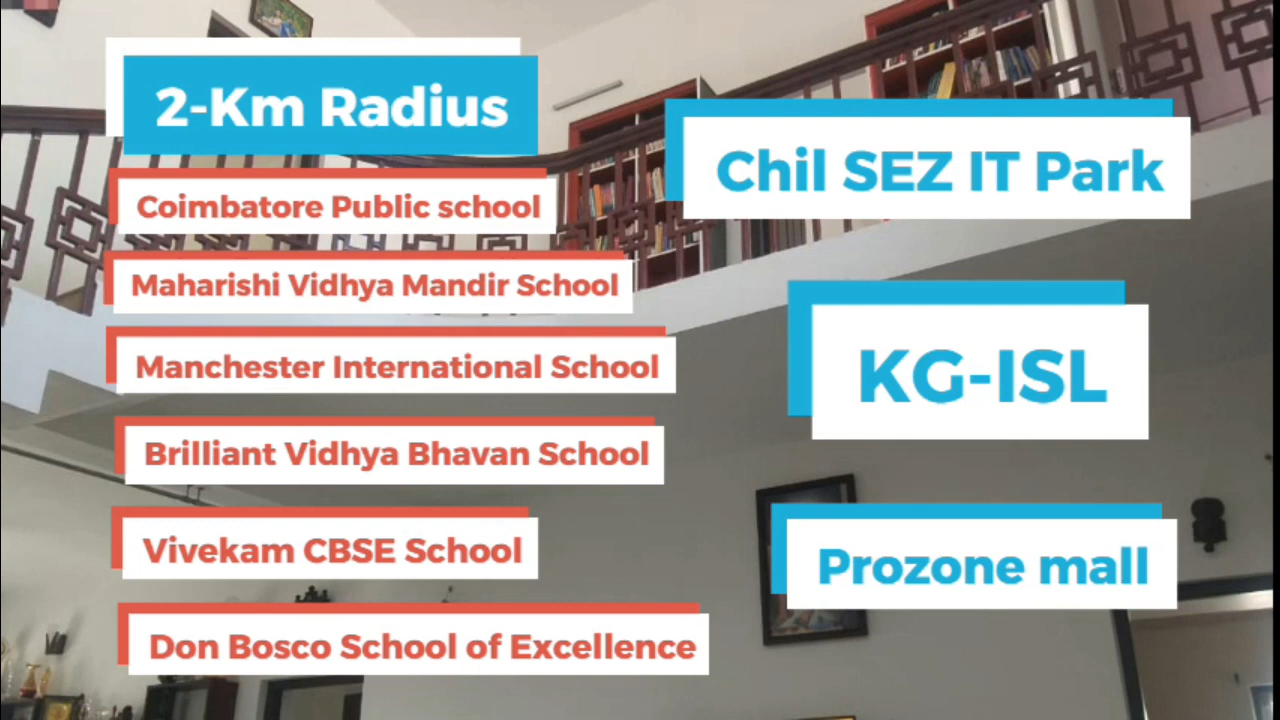 2-Km Radius
Coimbatore Public school
Maharishi Vidhya Mandir School
Manchester International School
Brilliant Vidhya Bhavan School
Vivekam CBSE School
Don Bosco School of Excellence
Chil SEZ IT Park
KG-ISL
Prozone mall